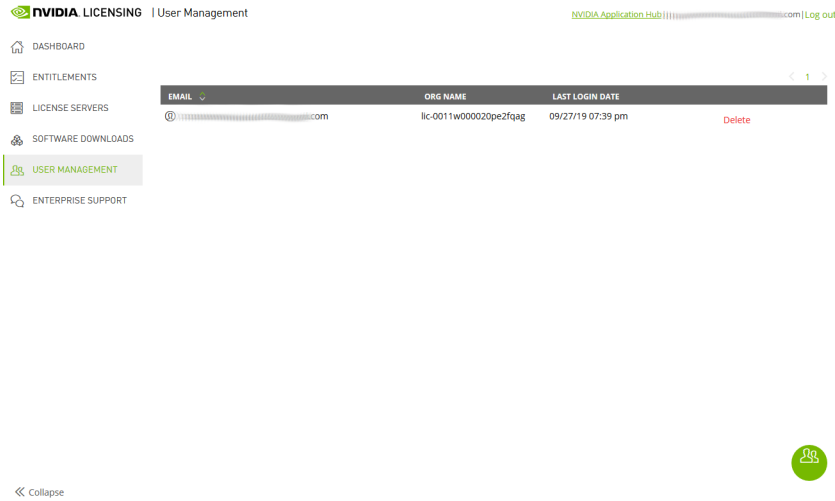 NVIDIA. LICENSING | User Management
NVIDIA Application Hub | .com | Log out
DASHBOARD
ENTITLEMENTS
LICENSE SERVERS
SOFTWARE DOWNLOADS
USER MANAGEMENT
ENTERPRISE SUPPORT
< 1 >
EMAIL ORG NAME LAST LOGIN DATE
.com lic-0011w000020pe2fqag 09/27/19 07:39 pm Delete
Collapse